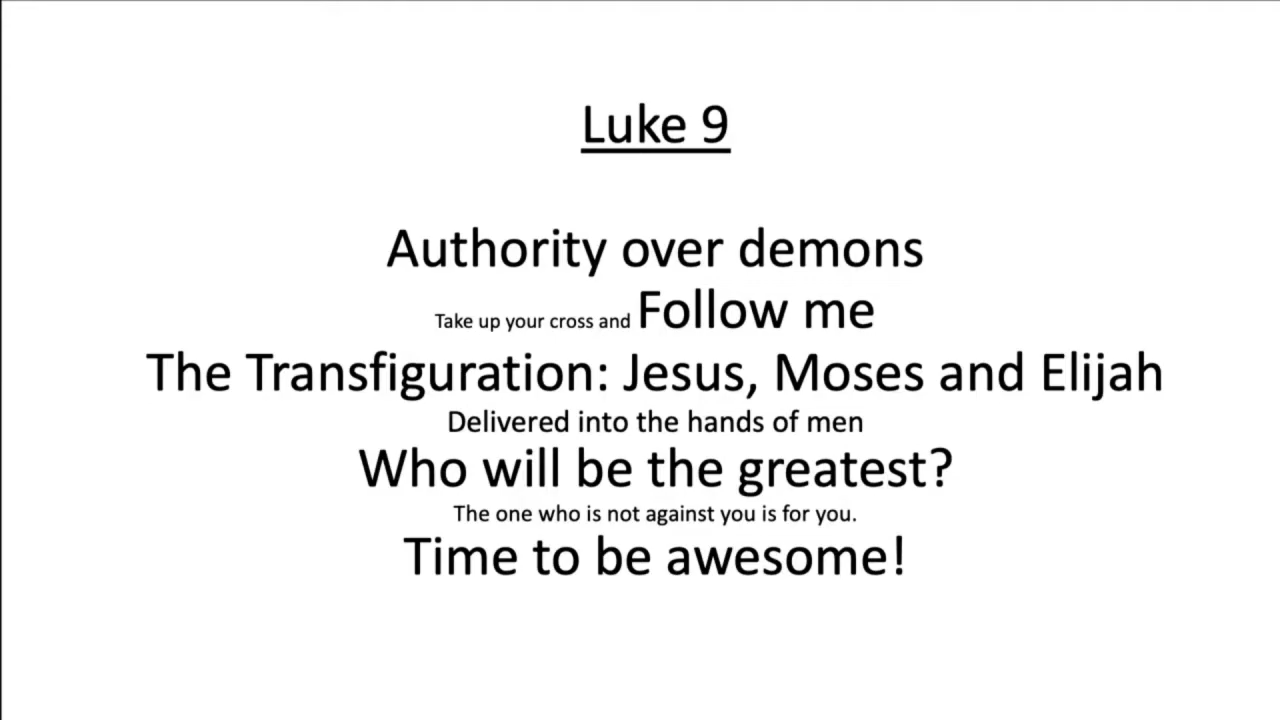 Luke 9
Authority over demons
Take up your cross and Follow me
The Transfiguration: Jesus, Moses and Elijah
Delivered into the hands of men
Who will be the greatest?
The one who is not against you is for you.
Time to be awesome!